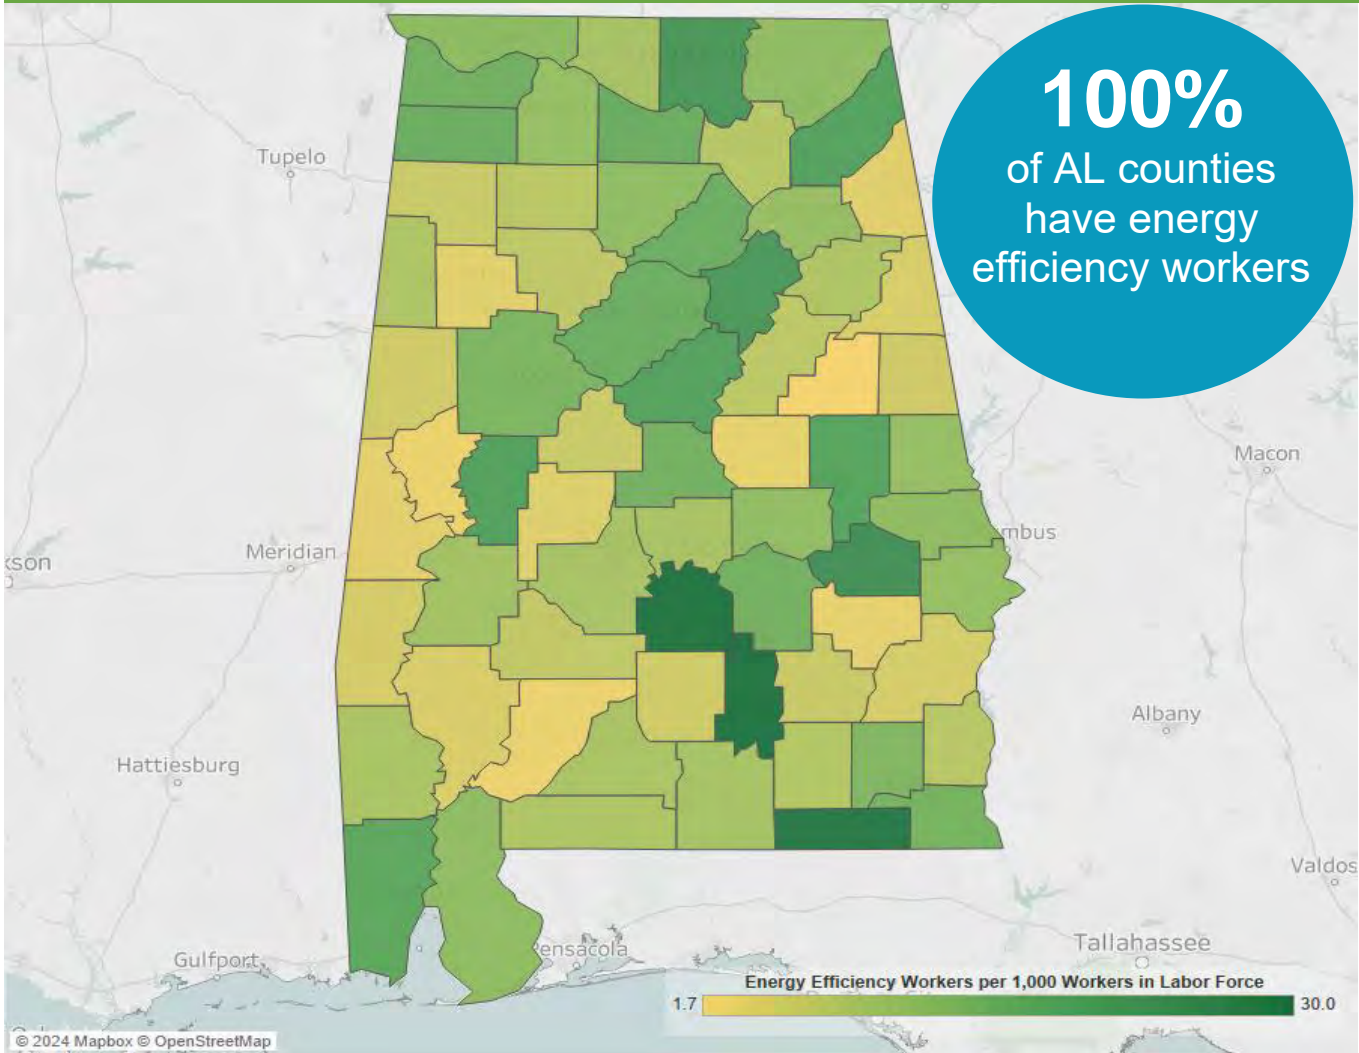 100%
of AL counties
have energy
efficiency workers
Tupelo
Macon
mbus
Meridian
kson
Albany
Hattiesburg
Valdos
Tallahassee
ensacola
Gulfport
Energy Efficiency Workers per 1,000 Workers in Labor Force
1.7
30.0
© 2024 Mapbox © OpenStreetMap